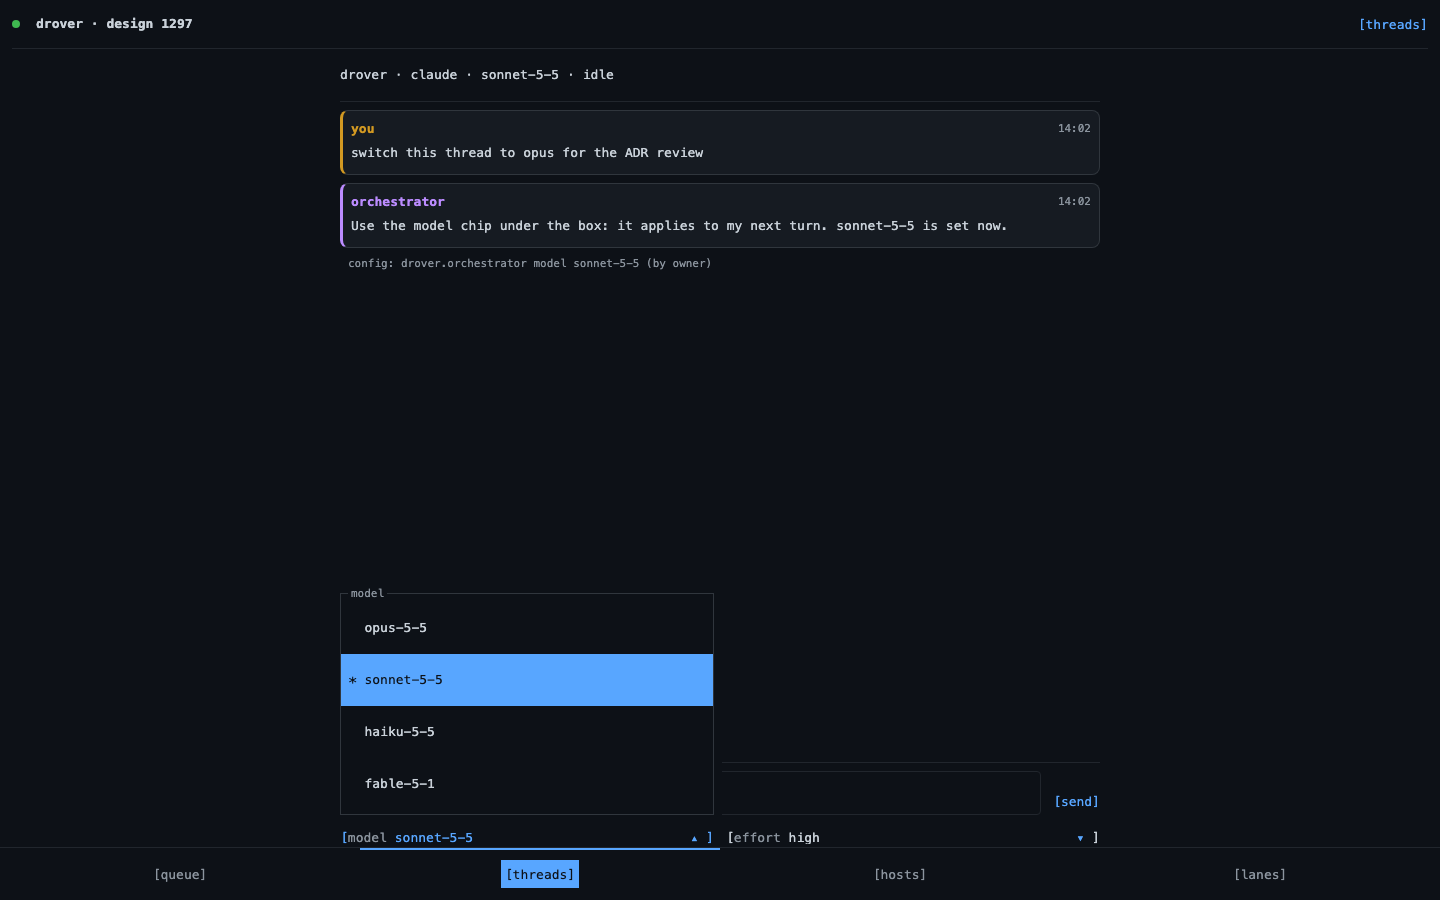 drover · design 1297
[threads]
drover · claude · sonnet-5-5 · idle
you
14:02
switch this thread to opus for the ADR review
orchestrator
14:02
Use the model chip under the box: it applies to my next turn. sonnet-5-5 is set now.
config: drover.orchestrator model sonnet-5-5 (by owner)
model
opus-5-5
* sonnet-5-5
haiku-5-5
fable-5-1
[send]
[model sonnet-5-5 ▴ ] [effort high ▾ ]
[queue] [threads] [hosts] [lanes]